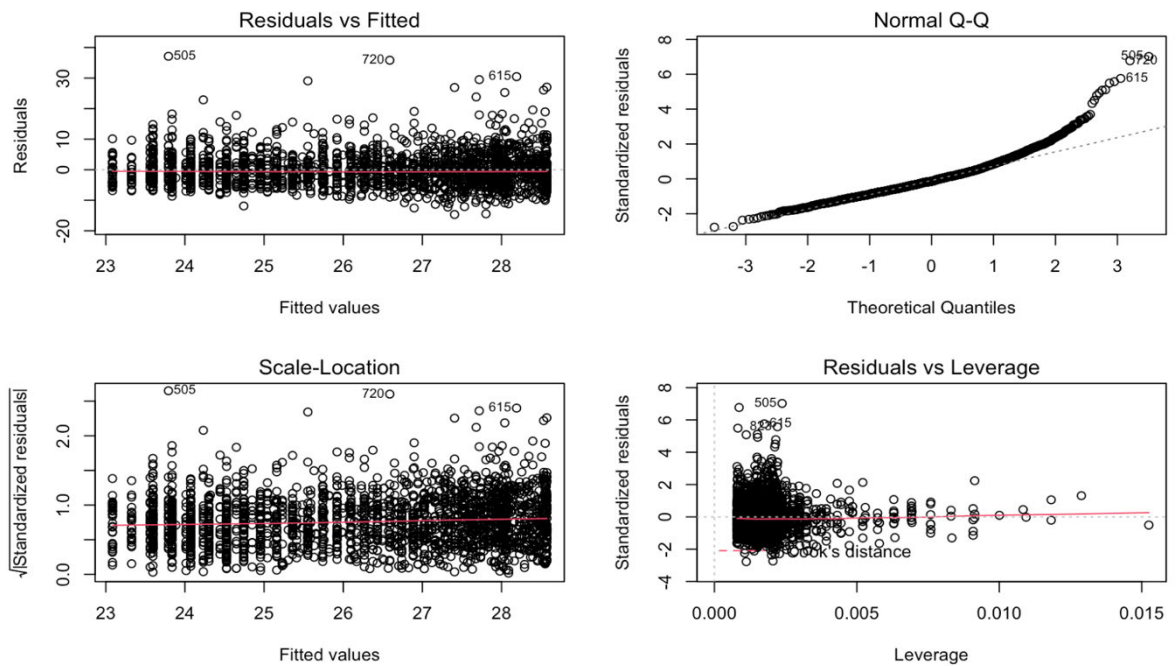 Residuals vs Fitted
Residuals
30
10
0
-20
505
720
615
23 24 25 26 27 28
Fitted values
Normal Q-Q
Standardized residuals
8
6
4
2
0
-2
505
720
615
-3 -2 -1 0 1 2 3
Theoretical Quantiles
Scale-Location
√|Standardized residuals|
2.0
1.0
0.0
505
720
615
23 24 25 26 27 28
Fitted values
Residuals vs Leverage
Standardized residuals
8
6
4
2
0
-2
-4
505
615
distance
0.000 0.005 0.010 0.015
Leverage